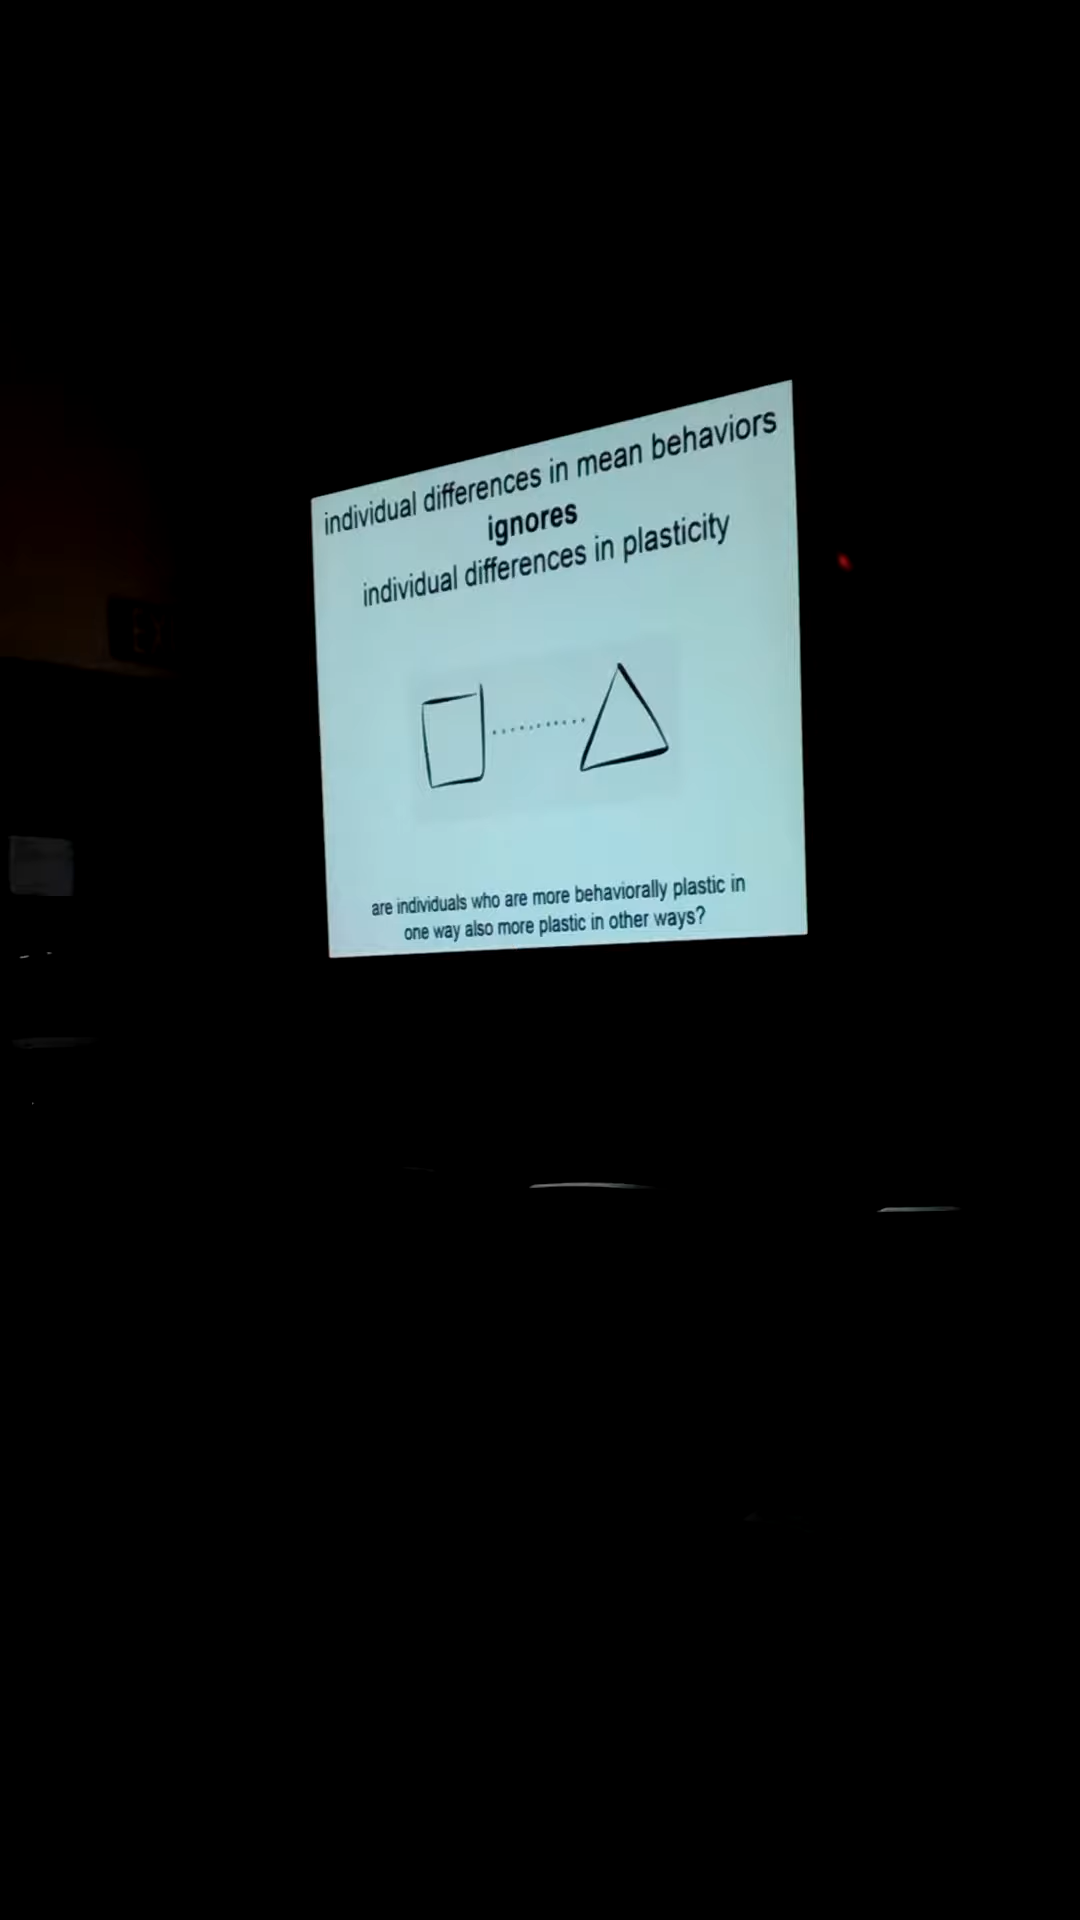 individual differences in mean behaviors
ignores
individual differences in plasticity
are individuals who are more behaviorally plastic in
one way also more plastic in other ways?